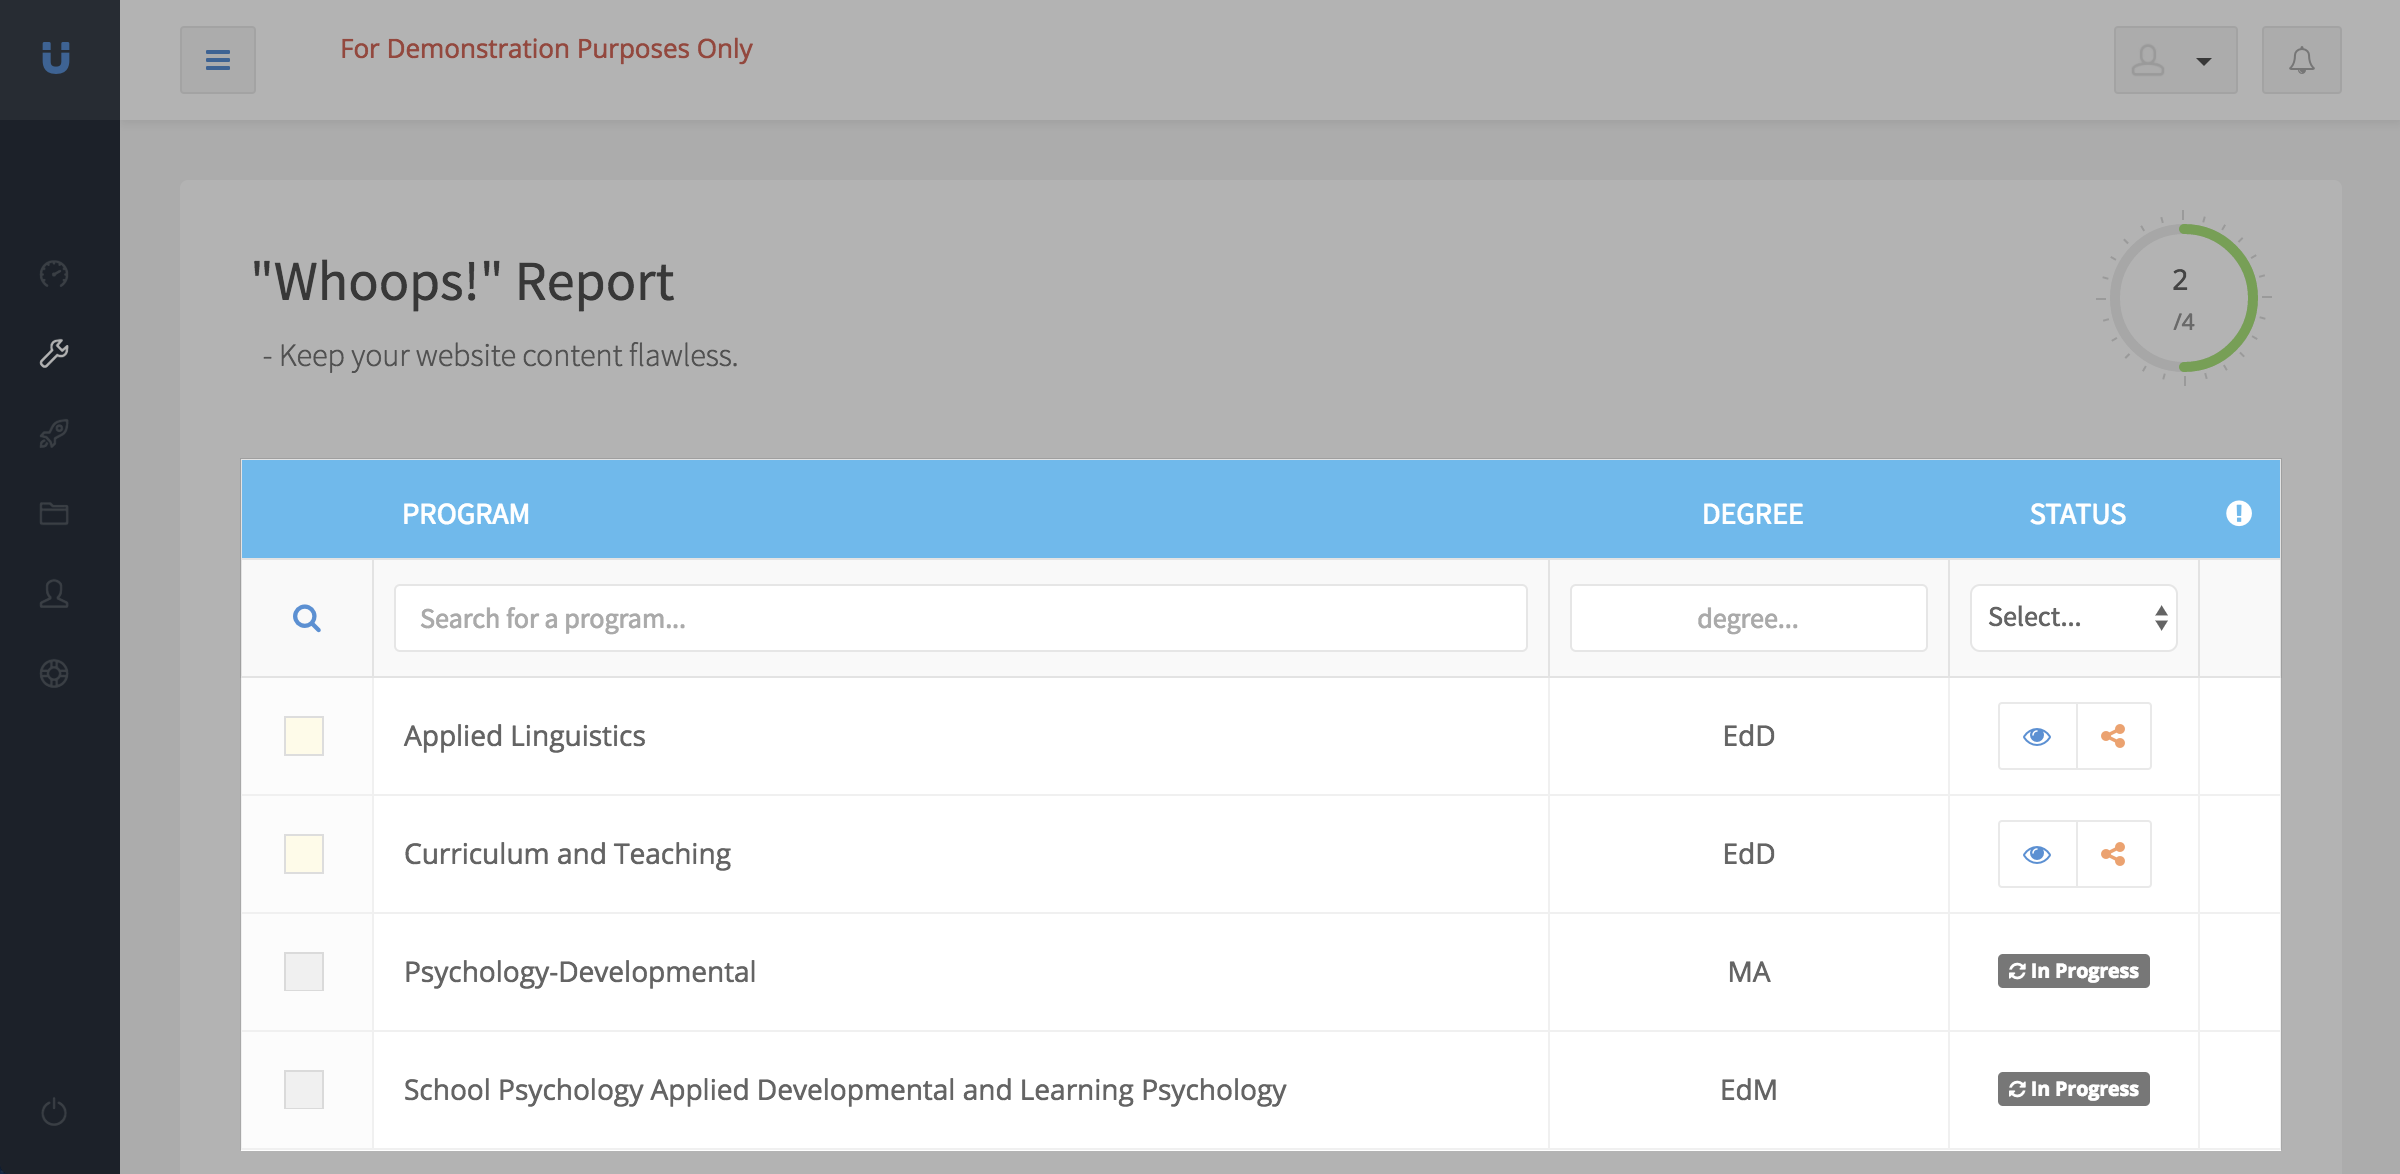 For Demonstration Purposes Only
"Whoops!" Report
- Keep your website content flawless.
2
/4
PROGRAM DEGREE STATUS
Search for a program... degree... Select...
Applied Linguistics EdD
Curriculum and Teaching EdD
Psychology-Developmental MA In Progress
School Psychology Applied Developmental and Learning Psychology EdM In Progress